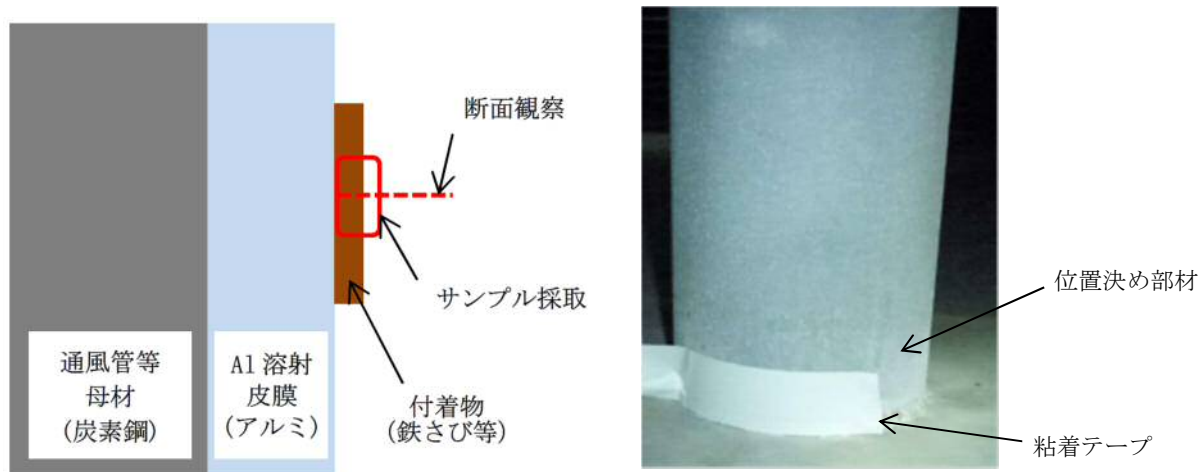 断面観察
サンプル採取
通風管等
母材
(炭素鋼)
Al 溶射
皮膜
(アルミ)
付着物
(鉄さび等)
位置決め部材
粘着テープ